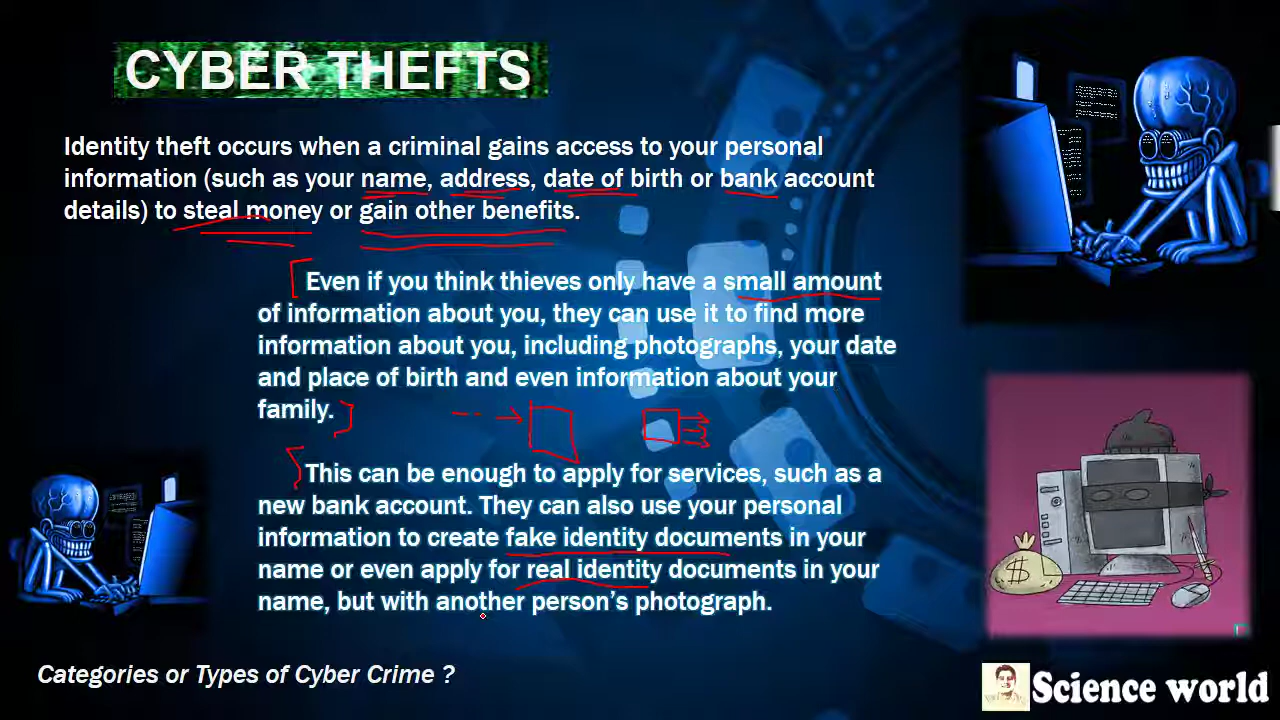 CYBER THEFTS
Identity theft occurs when a criminal gains access to your personal
information (such as your name, address, date of birth or bank account
details) to steal money or gain other benefits.
Even if you think thieves only have a small amount
of information about you, they can use it to find more
information about you, including photographs, your date
and place of birth and even information about your
family.
This can be enough to apply for services, such as a
new bank account. They can also use your personal
information to create fake identity documents in your
name or even apply for real identity documents in your
name, but with another person's photograph.
$
Categories or Types of Cyber Crime ?
Science world